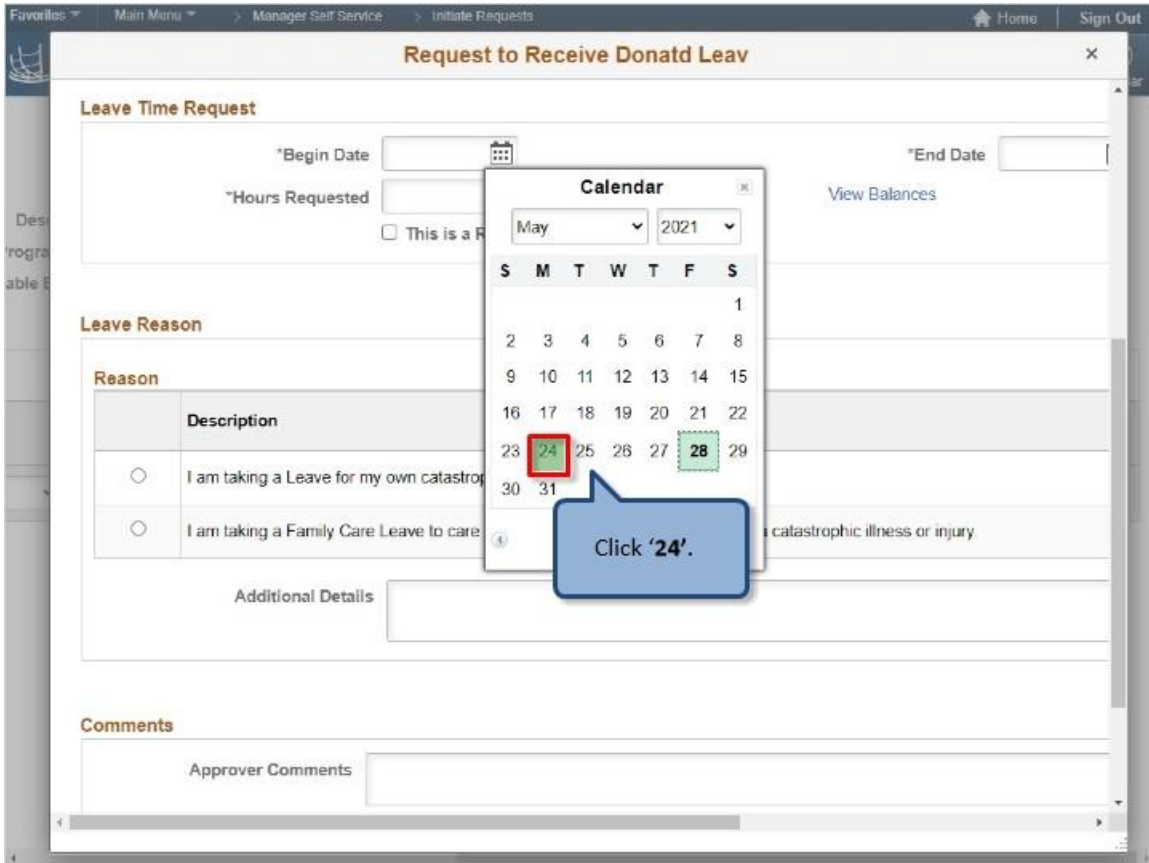 Favorites Main Menu > Manager Self Service > Initiate Requests Home Sign Out
Request to Receive Donatd Leav ×
Leave Time Request
*Begin Date *End Date
*Hours Requested View Balances
This is a R
Calendar ×
May 2021
S M T W T F S
1
2 3 4 5 6 7 8
9 10 11 12 13 14 15
16 17 18 19 20 21 22
23 24 25 26 27 28 29
30 31
Click ‘24’.
Leave Reason
Reason
Description
I am taking a Leave for my own catastrop
I am taking a Family Care Leave to care a catastrophic illness or injury.
Additional Details
Comments
Approver Comments